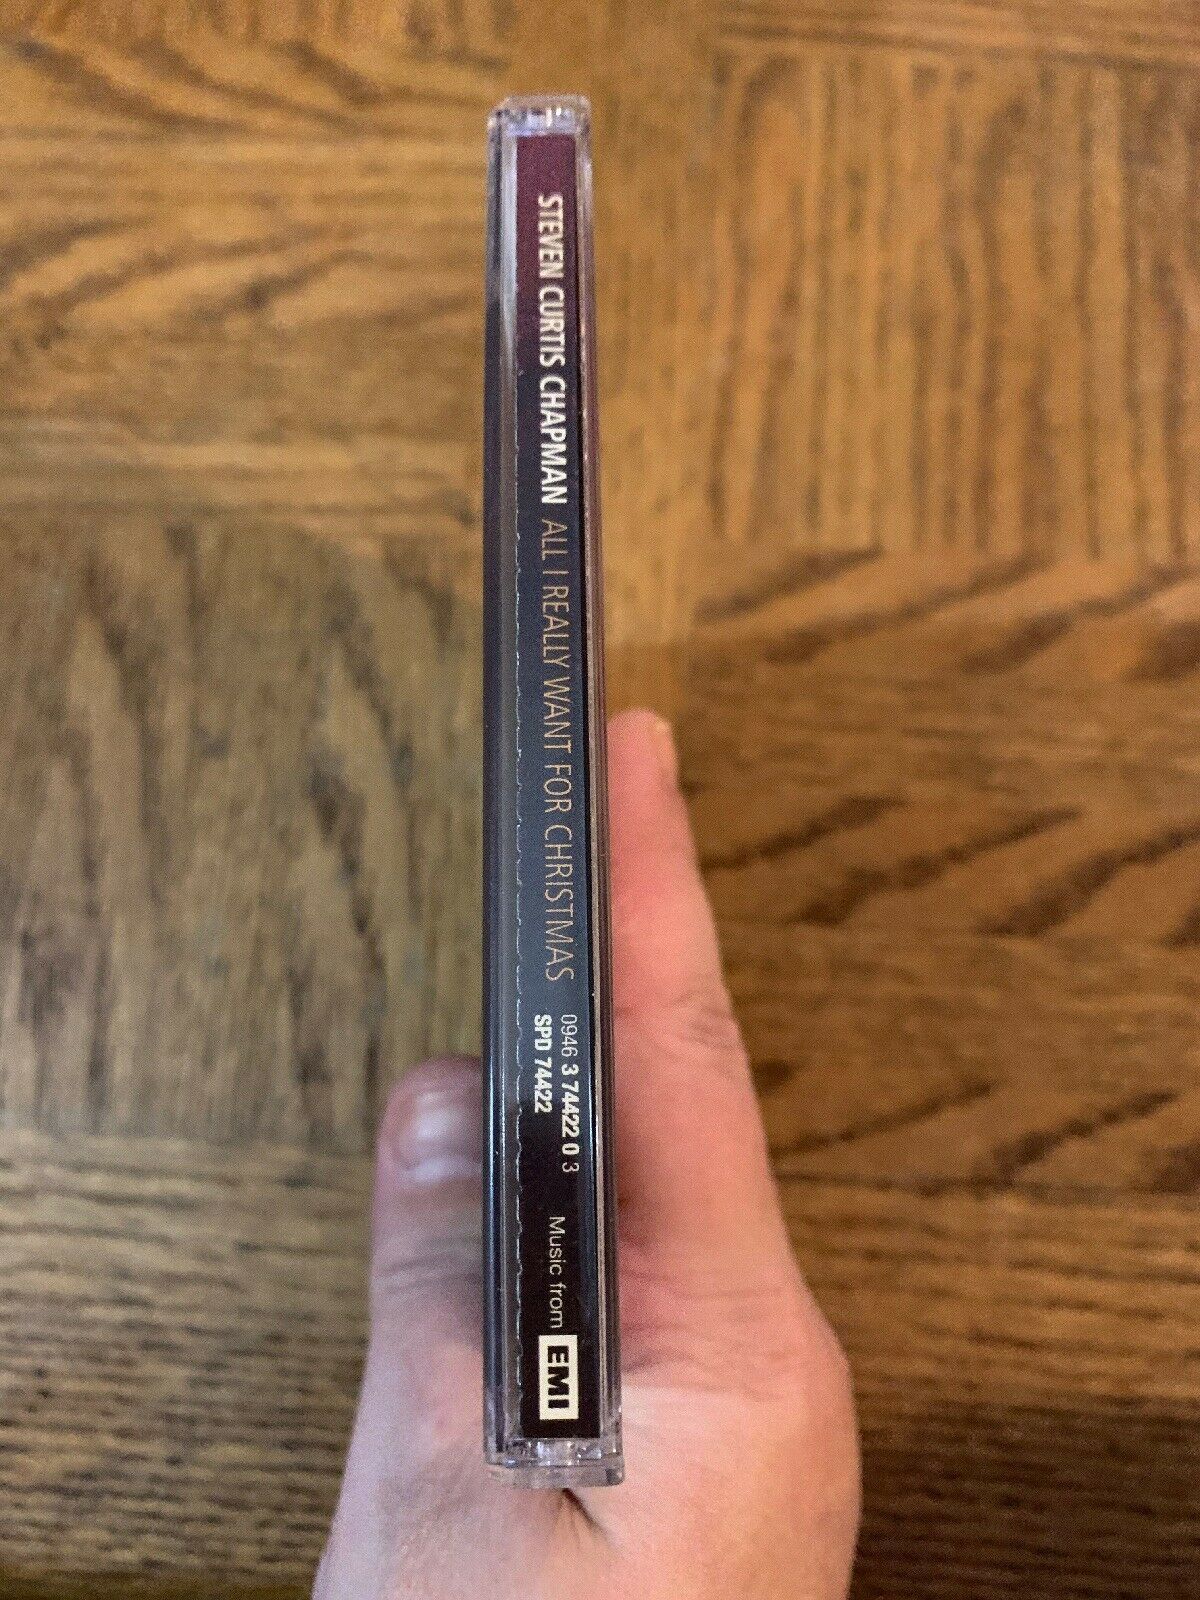 STEVEN CURTIS CHAPMAN ALL I REALLY WANT FOR CHRISTMAS
0946 3 74422 0 3
SPD 74422
Music from EMI